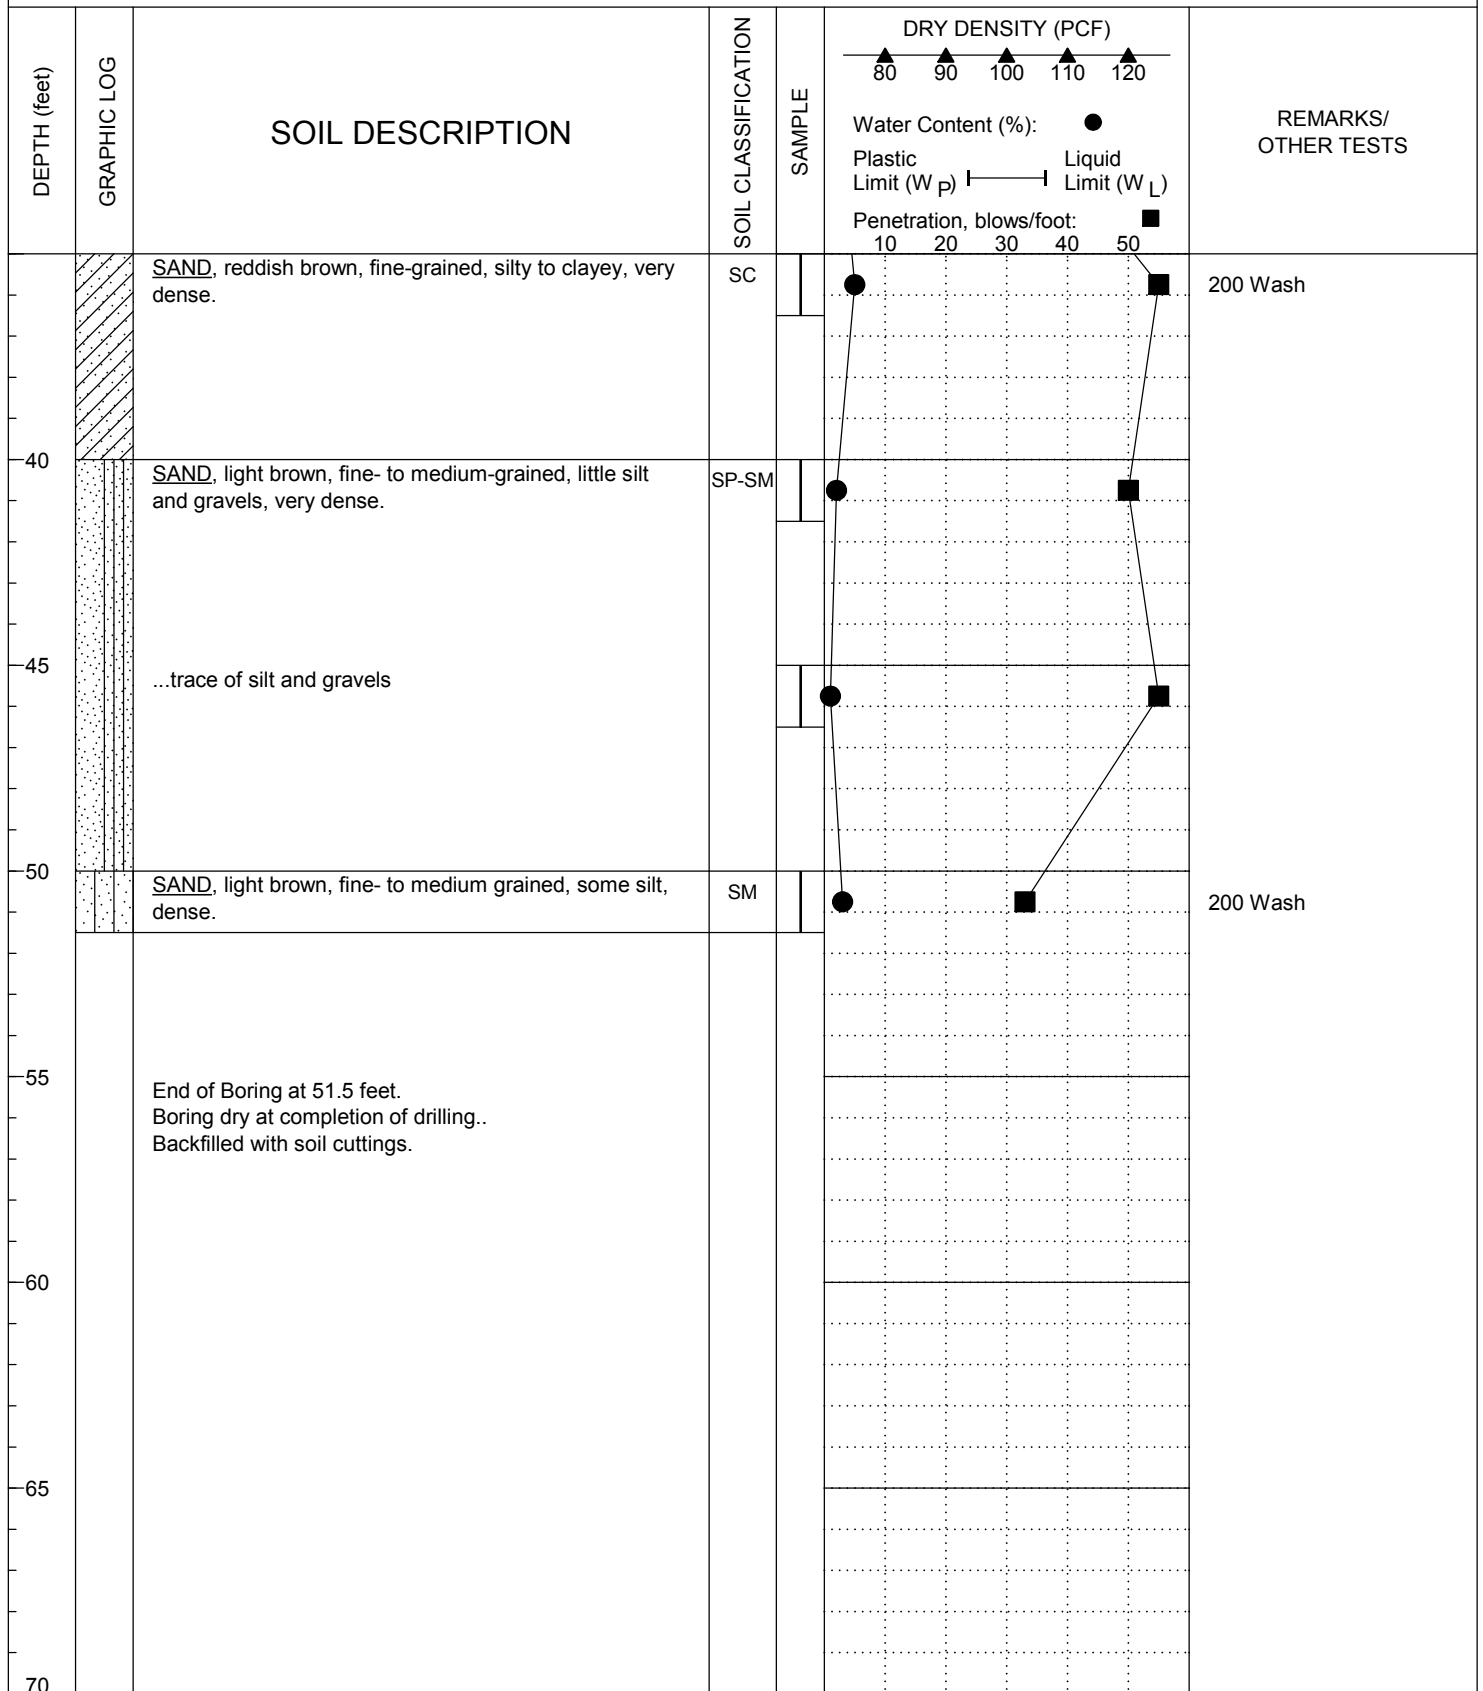 DEPTH (feet)
GRAPHIC LOG
SOIL DESCRIPTION
SOIL CLASSIFICATION
SAMPLE
DRY DENSITY (PCF)
80 90 100 110 120
Water Content (%):
Plastic
Limit (W P)
Liquid
Limit (W L)
Penetration, blows/foot:
10 20 30 40 50
REMARKS/
OTHER TESTS
SAND, reddish brown, fine-grained, silty to clayey, very
dense.
SC
200 Wash
40
SAND, light brown, fine- to medium-grained, little silt
and gravels, very dense.
SP-SM
45
...trace of silt and gravels
50
SAND, light brown, fine- to medium grained, some silt,
dense.
SM
200 Wash
55
End of Boring at 51.5 feet.
Boring dry at completion of drilling..
Backfilled with soil cuttings.
60
65
70